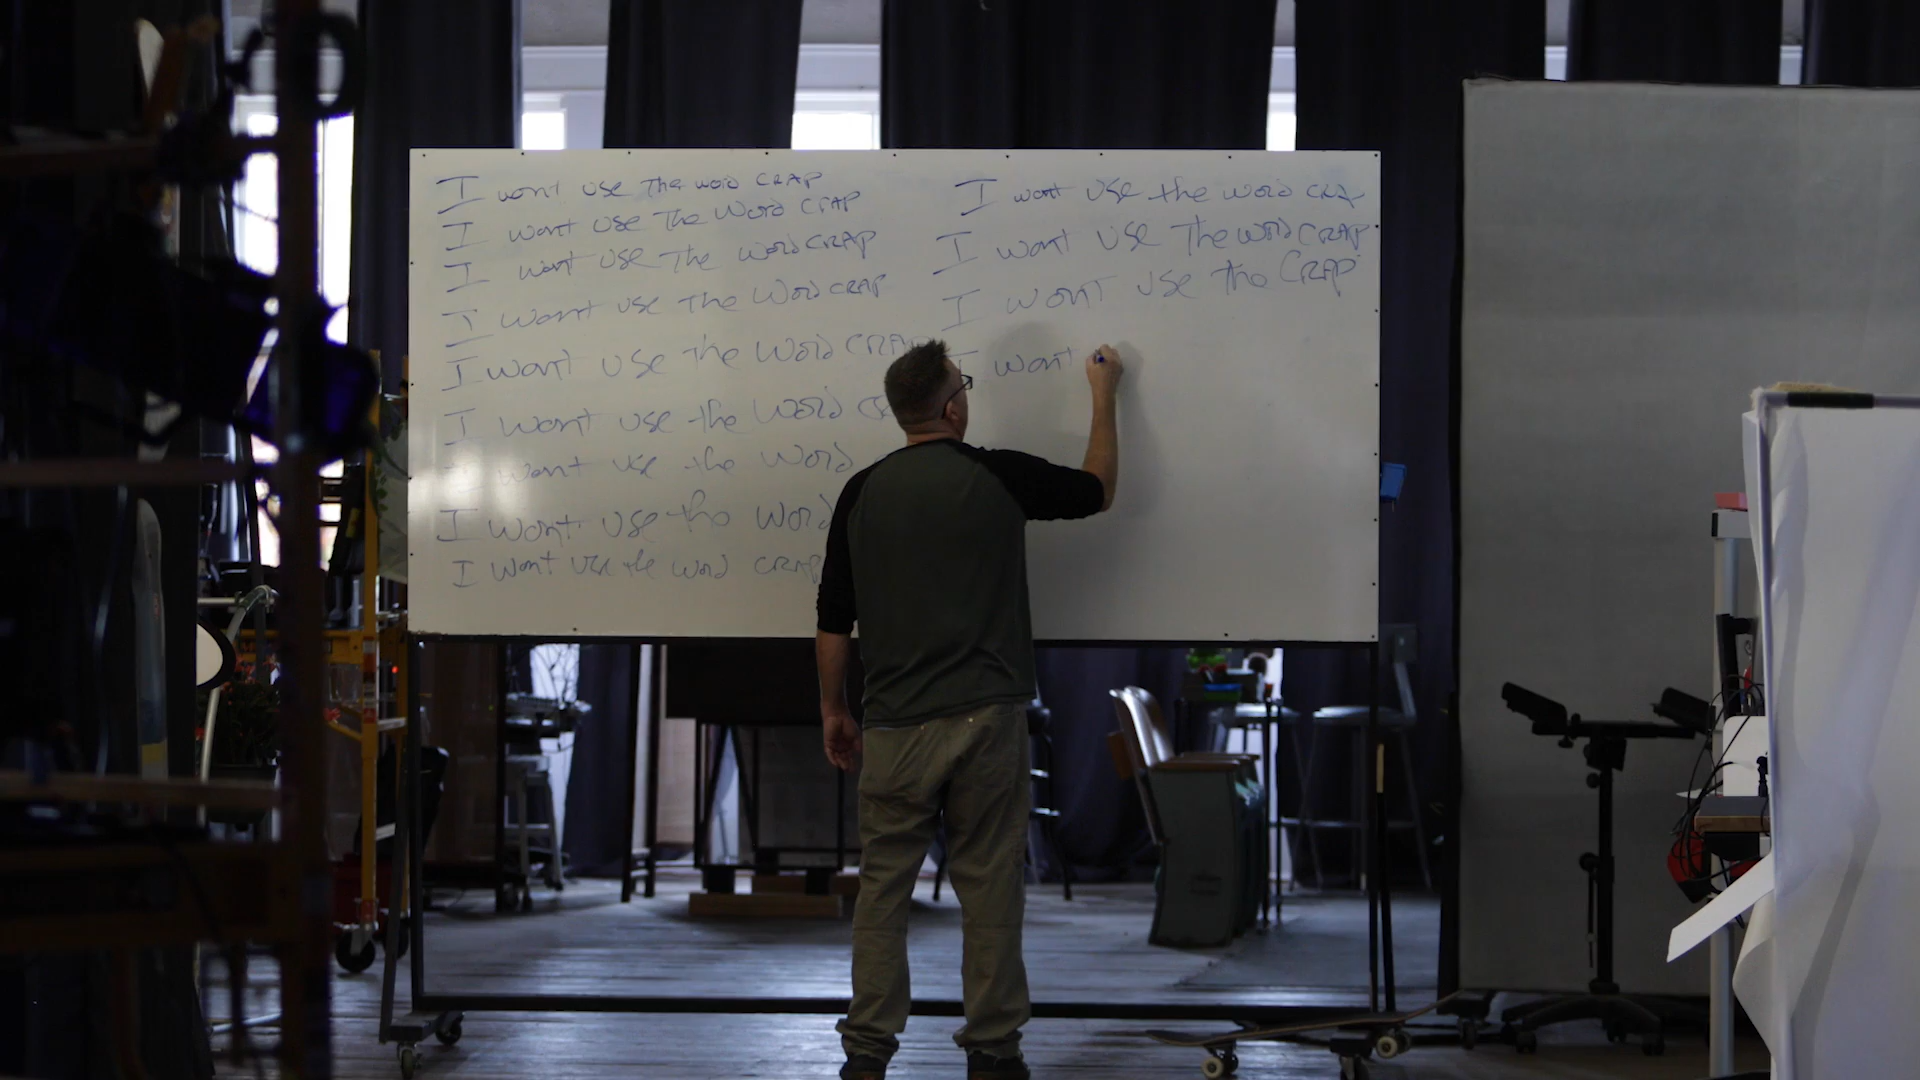 I wont use The word CRAP
I wont use The Word CRAP
I wont use The Word CRAP
I wont use The Word CRAP
I wont use the Word CRAP
I wont use the Word
I wont use the Word
I wont use the Word
I wont use the word CRAP
I wont use the word CRAP
I wont use The word CRAP
I wont use the CRAP
I wont